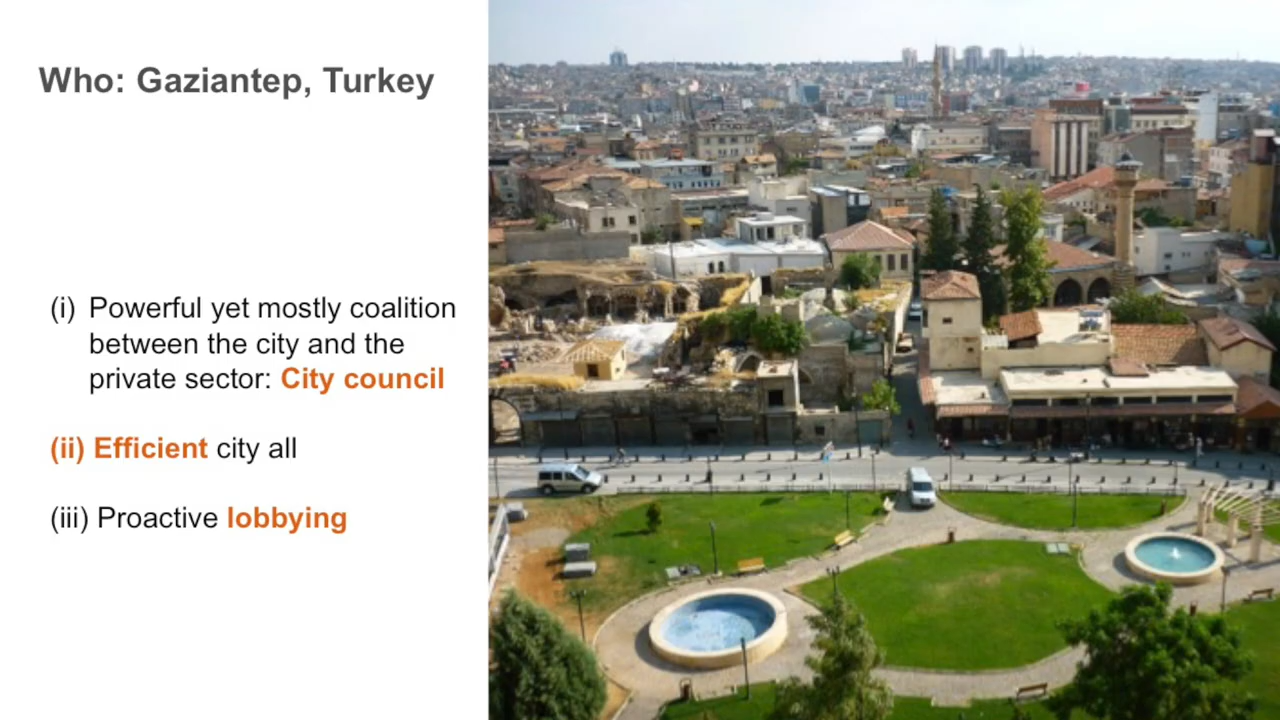 Who: Gaziantep, Turkey
(i) Powerful yet mostly coalition
between the city and the
private sector: City council
(ii) Efficient city all
(iii) Proactive lobbying